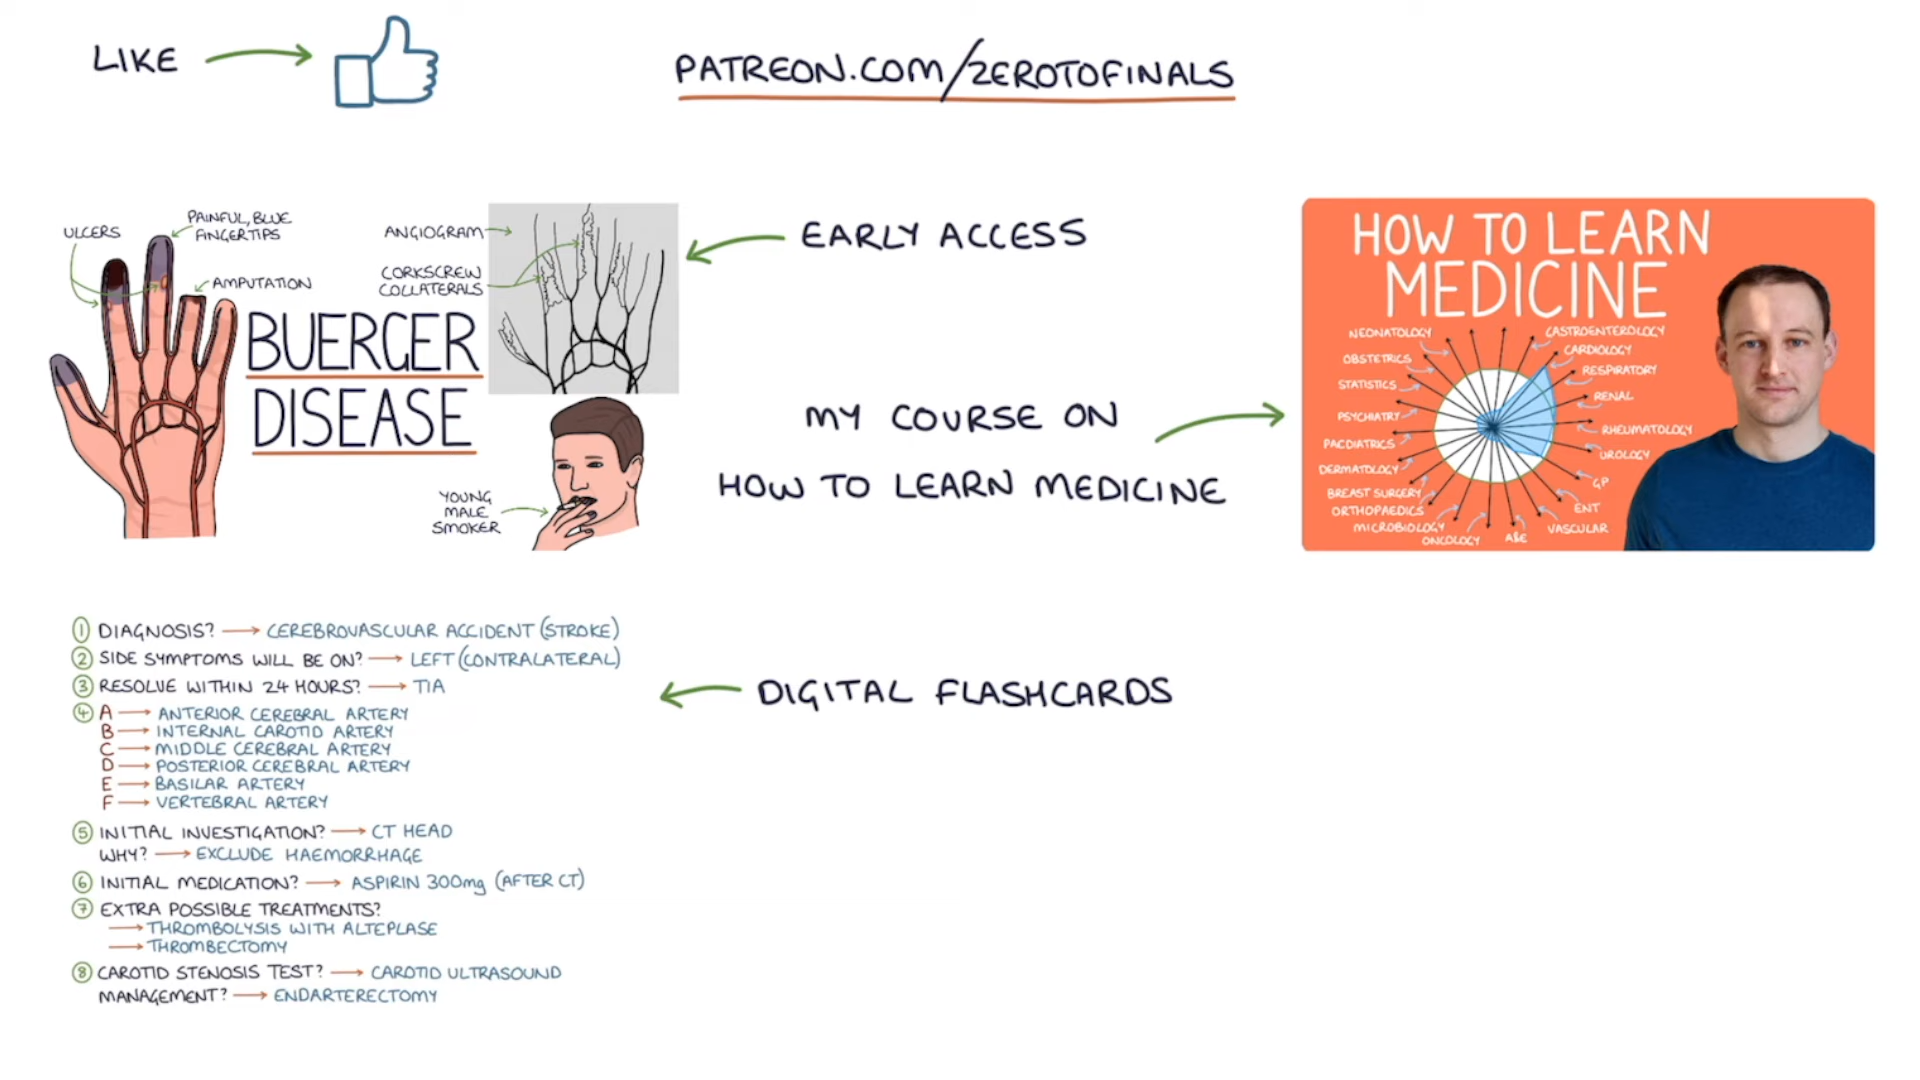 LIKE
PATREON.COM/ZEROTOFINALS
ULCERS
PAINFUL, BLUE
FINGERTIPS
AMPUTATION
BUERGER
DISEASE
ANGIOGRAM
CORKSCREW
COLLATERALS
YOUNG
MALE
SMOKER
EARLY ACCESS
MY COURSE ON
HOW TO LEARN MEDICINE
HOW TO LEARN
MEDICINE
NEONATOLOGY
OBSTETRICS
STATISTICS
PSYCHIATRY
PAEDIATRICS
DERMATOLOGY
BREAST SURGERY
ORTHOPAEDICS
MICROBIOLOGY
ONCOLOGY
A&E
VASCULAR
ENT
GP
UROLOGY
RHEUMATOLOGY
RENAL
RESPIRATORY
CARDIOLOGY
GASTROENTEROLOGY
1 DIAGNOSIS? → CEREBROVASCULAR ACCIDENT (STROKE)
2 SIDE SYMPTOMS WILL BE ON? → LEFT (CONTRALATERAL)
3 RESOLVE WITHIN 24 HOURS? → TIA
4 A → ANTERIOR CEREBRAL ARTERY
B → INTERNAL CAROTID ARTERY
C → MIDDLE CEREBRAL ARTERY
D → POSTERIOR CEREBRAL ARTERY
E → BASILAR ARTERY
F → VERTEBRAL ARTERY
5 INITIAL INVESTIGATION? → CT HEAD
WHY? → EXCLUDE HAEMORRHAGE
6 INITIAL MEDICATION? → ASPIRIN 300mg (AFTER CT)
7 EXTRA POSSIBLE TREATMENTS?
→ THROMBOLYSIS WITH ALTEPLASE
→ THROMBECTOMY
8 CAROTID STENOSIS TEST? → CAROTID ULTRASOUND
MANAGEMENT? → ENDARTERECTOMY
DIGITAL FLASHCARDS